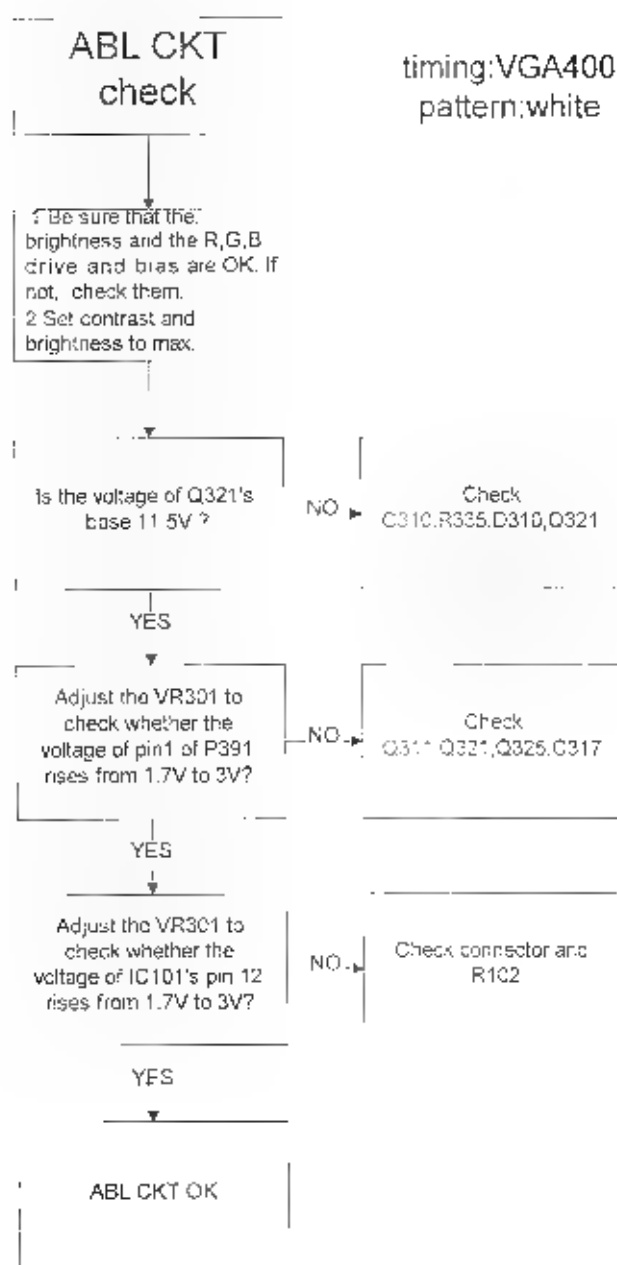 ABL CKT
check
timing:VGA400
pattern:white
Be sure that the
brightness and the R,G,B
drive and bias are OK. If
not, check them.
2 Set contrast and
brightness to max.
Is the voltage of Q321's
base 11.5V ?
NO
Check
R335.D316,Q321
YES
Adjust the VR301 to
check whether the
voltage of pin1 of P391
rises from 1.7V to 3V?
NO
Check
Q311.Q321,Q325.C317
YES
Adjust the VR301 to
check whether the
voltage of IC101's pin 12
rises from 1.7V to 3V?
NO
Check connector and
R102
YES
ABL CKT OK